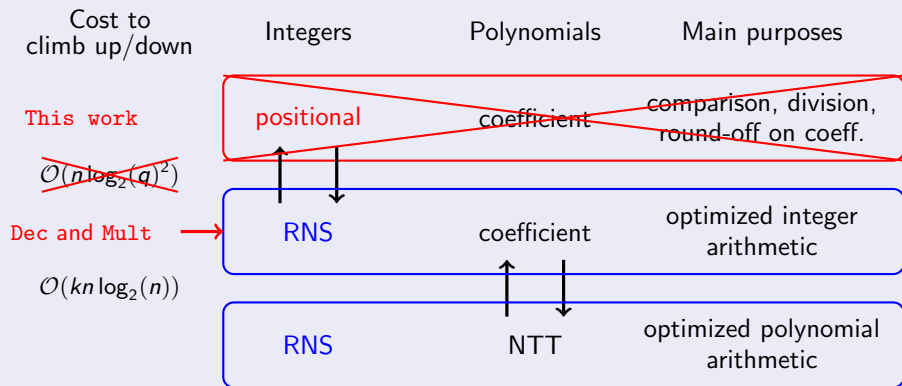 Cost to
climb up/down
Integers
Polynomials
Main purposes
This work
positional
coefficient
comparison, division,
round-off on coeff.
O(n log₂(q)²)
Dec and Mult
RNS
coefficient
optimized integer
arithmetic
O(kn log₂(n))
RNS
NTT
optimized polynomial
arithmetic